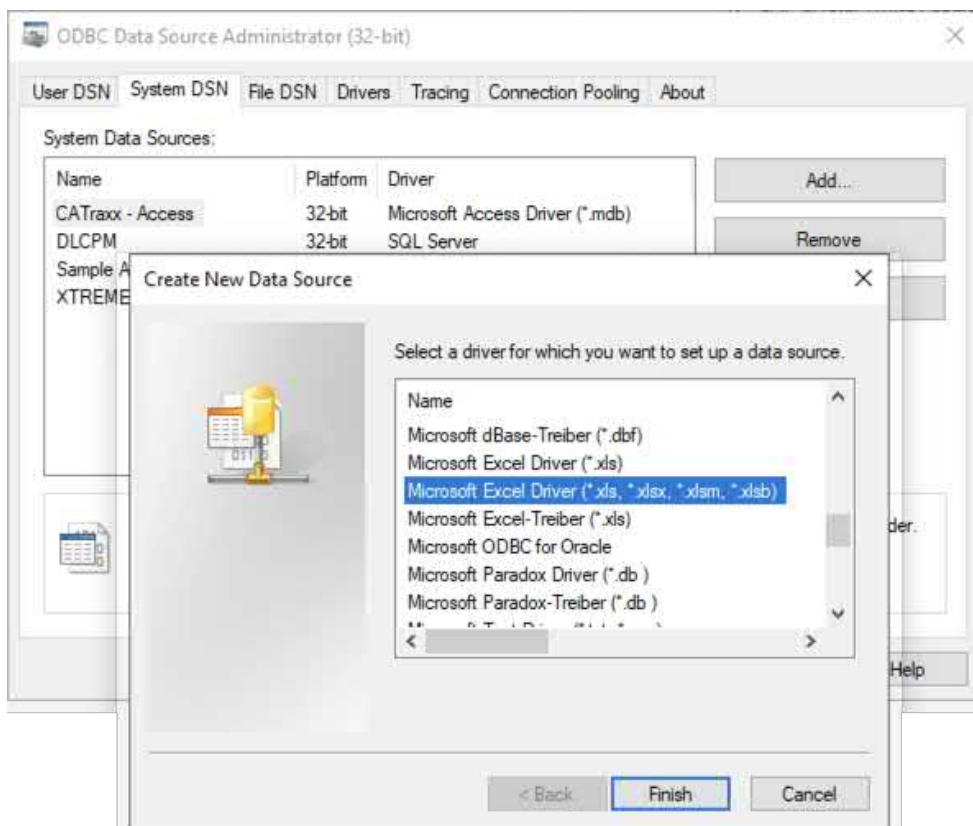 ODBC Data Source Administrator (32-bit)
User DSN System DSN File DSN Drivers Tracing Connection Pooling About
System Data Sources:
Name Platform Driver
CATraxx - Access 32-bit Microsoft Access Driver (*.mdb)
DLCPM 32-bit SQL Server
Sample A
XTREME
Add...
Remove
Create New Data Source
Select a driver for which you want to set up a data source.
Name
Microsoft dBase-Treiber (*.dbf)
Microsoft Excel Driver (*.xls)
Microsoft Excel Driver (*.xls, *.xlsx, *.xlsm, *.xlsb)
Microsoft Excel-Treiber (*.xls)
Microsoft ODBC for Oracle
Microsoft Paradox Driver (*.db )
Microsoft Paradox-Treiber (*.db )
der.
Help
< Back Finish Cancel